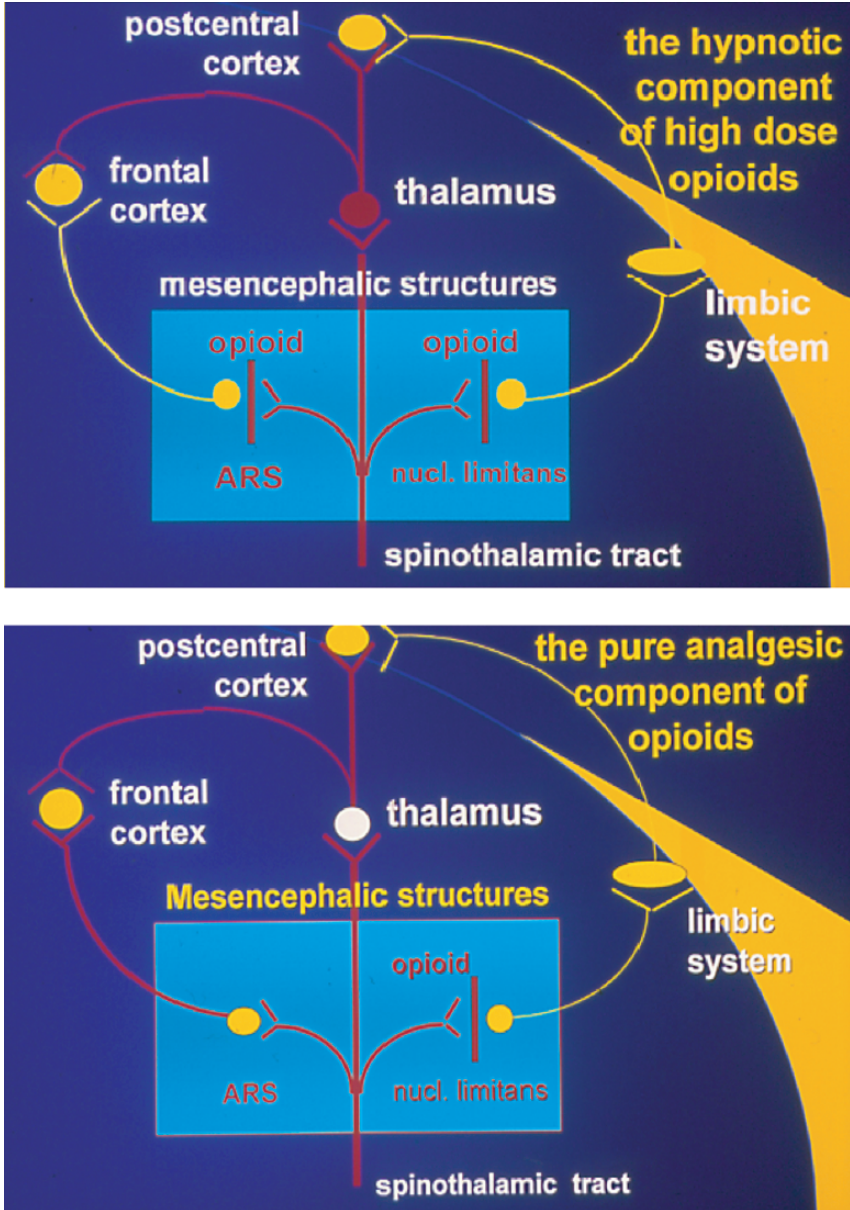 postcentral
cortex
the hypnotic
component
of high dose
opioids
frontal
cortex
thalamus
mesencephalic structures
limbic
system
opioid
opioid
ARS
nucl. limitans
spinothalamic tract
postcentral
cortex
the pure analgesic
component of
opioids
frontal
cortex
thalamus
Mesencephalic structures
limbic
system
opioid
ARS
nucl. limitans
spinothalamic tract